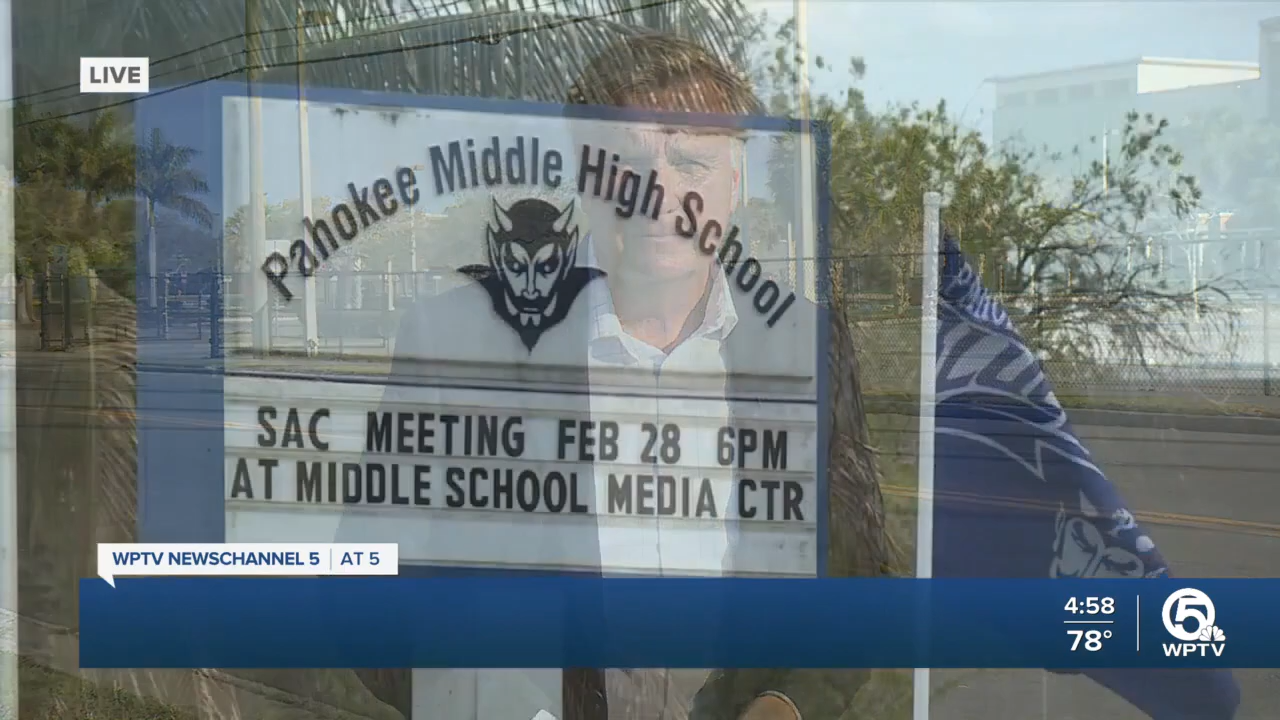 LIVE
Pahokee Middle High School
SAC MEETING FEB 28 6PM
AT MIDDLE SCHOOL MEDIA CTR
WPTV NEWSCHANNEL 5 | AT 5
4:58
78°
5
WPTV